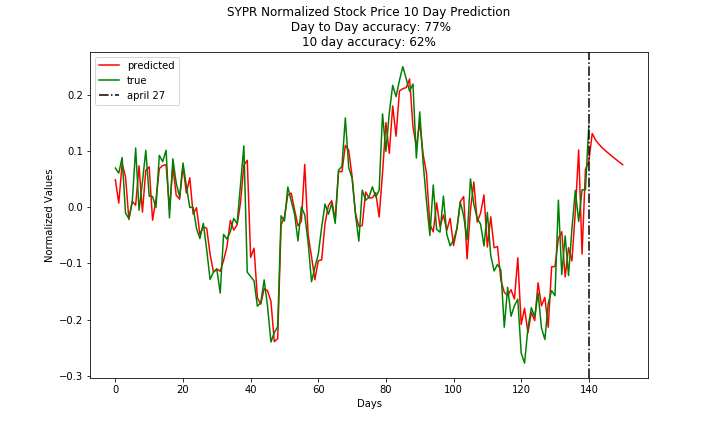 SYPR Normalized Stock Price 10 Day Prediction
Day to Day accuracy: 77%
10 day accuracy: 62%
predicted
true
april 27
Normalized Values
0.2
0.1
0.0
−0.1
−0.2
−0.3
0
20
40
60
80
100
120
140
Days